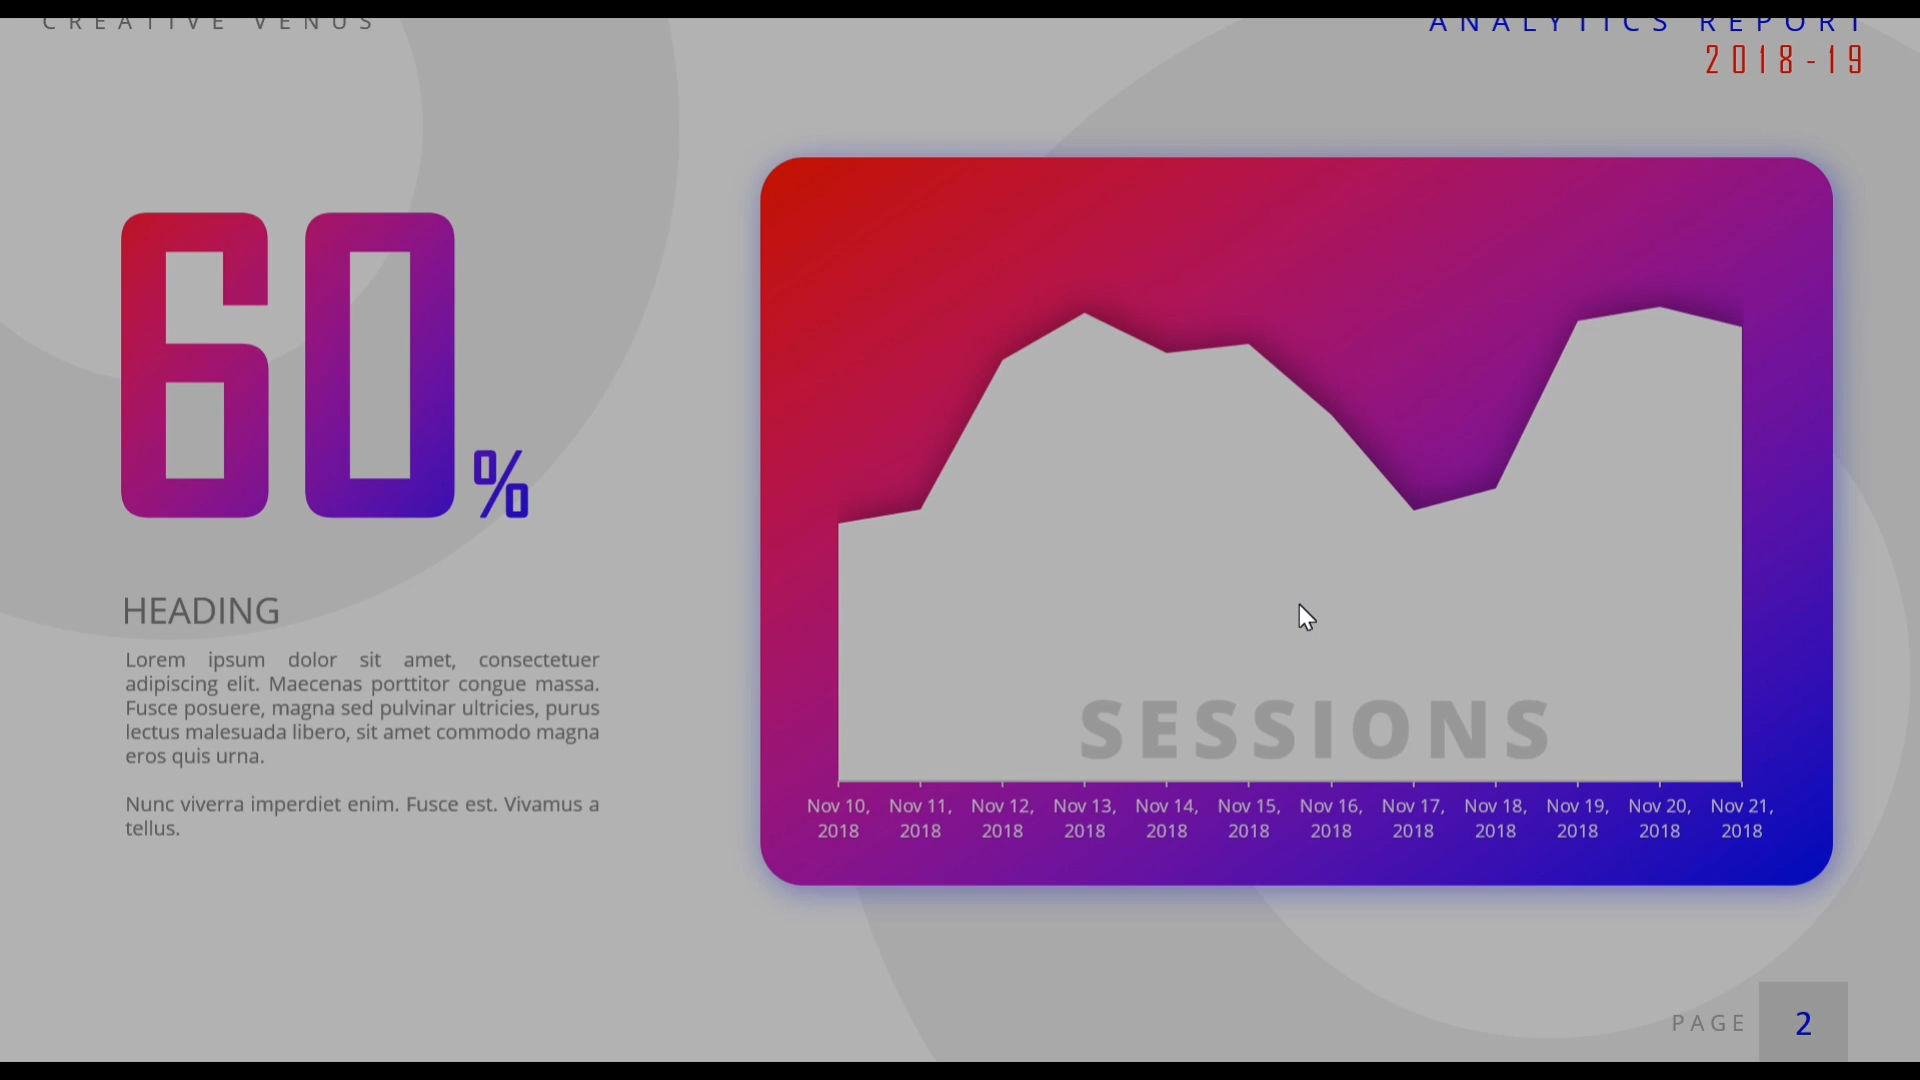 CREATIVE VENUS
ANALYTICS REPORT
2018-19
60%
HEADING
Lorem ipsum dolor sit amet, consectetuer
adipiscing elit. Maecenas porttitor congue massa.
Fusce posuere, magna sed pulvinar ultricies, purus
lectus malesuada libero, sit amet commodo magna
eros quis urna.
Nunc viverra imperdiet enim. Fusce est. Vivamus a
tellus.
SESSIONS
Nov 10, Nov 11, Nov 12, Nov 13, Nov 14, Nov 15, Nov 16, Nov 17, Nov 18, Nov 19, Nov 20, Nov 21,
2018 2018 2018 2018 2018 2018 2018 2018 2018 2018 2018 2018
PAGE 2